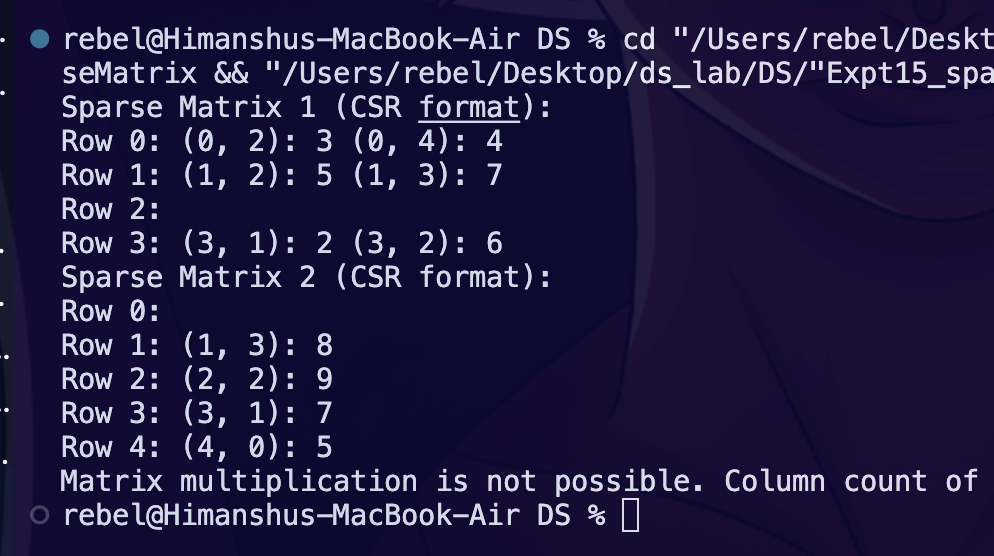 rebel@Himanshus-MacBook-Air DS % cd "/Users/rebel/Deskt
seMatrix && "/Users/rebel/Desktop/ds_lab/DS/"Expt15_spa
Sparse Matrix 1 (CSR format):
Row 0: (0, 2): 3 (0, 4): 4
Row 1: (1, 2): 5 (1, 3): 7
Row 2:
Row 3: (3, 1): 2 (3, 2): 6
Sparse Matrix 2 (CSR format):
Row 0:
Row 1: (1, 3): 8
Row 2: (2, 2): 9
Row 3: (3, 1): 7
Row 4: (4, 0): 5
Matrix multiplication is not possible. Column count of
rebel@Himanshus-MacBook-Air DS %